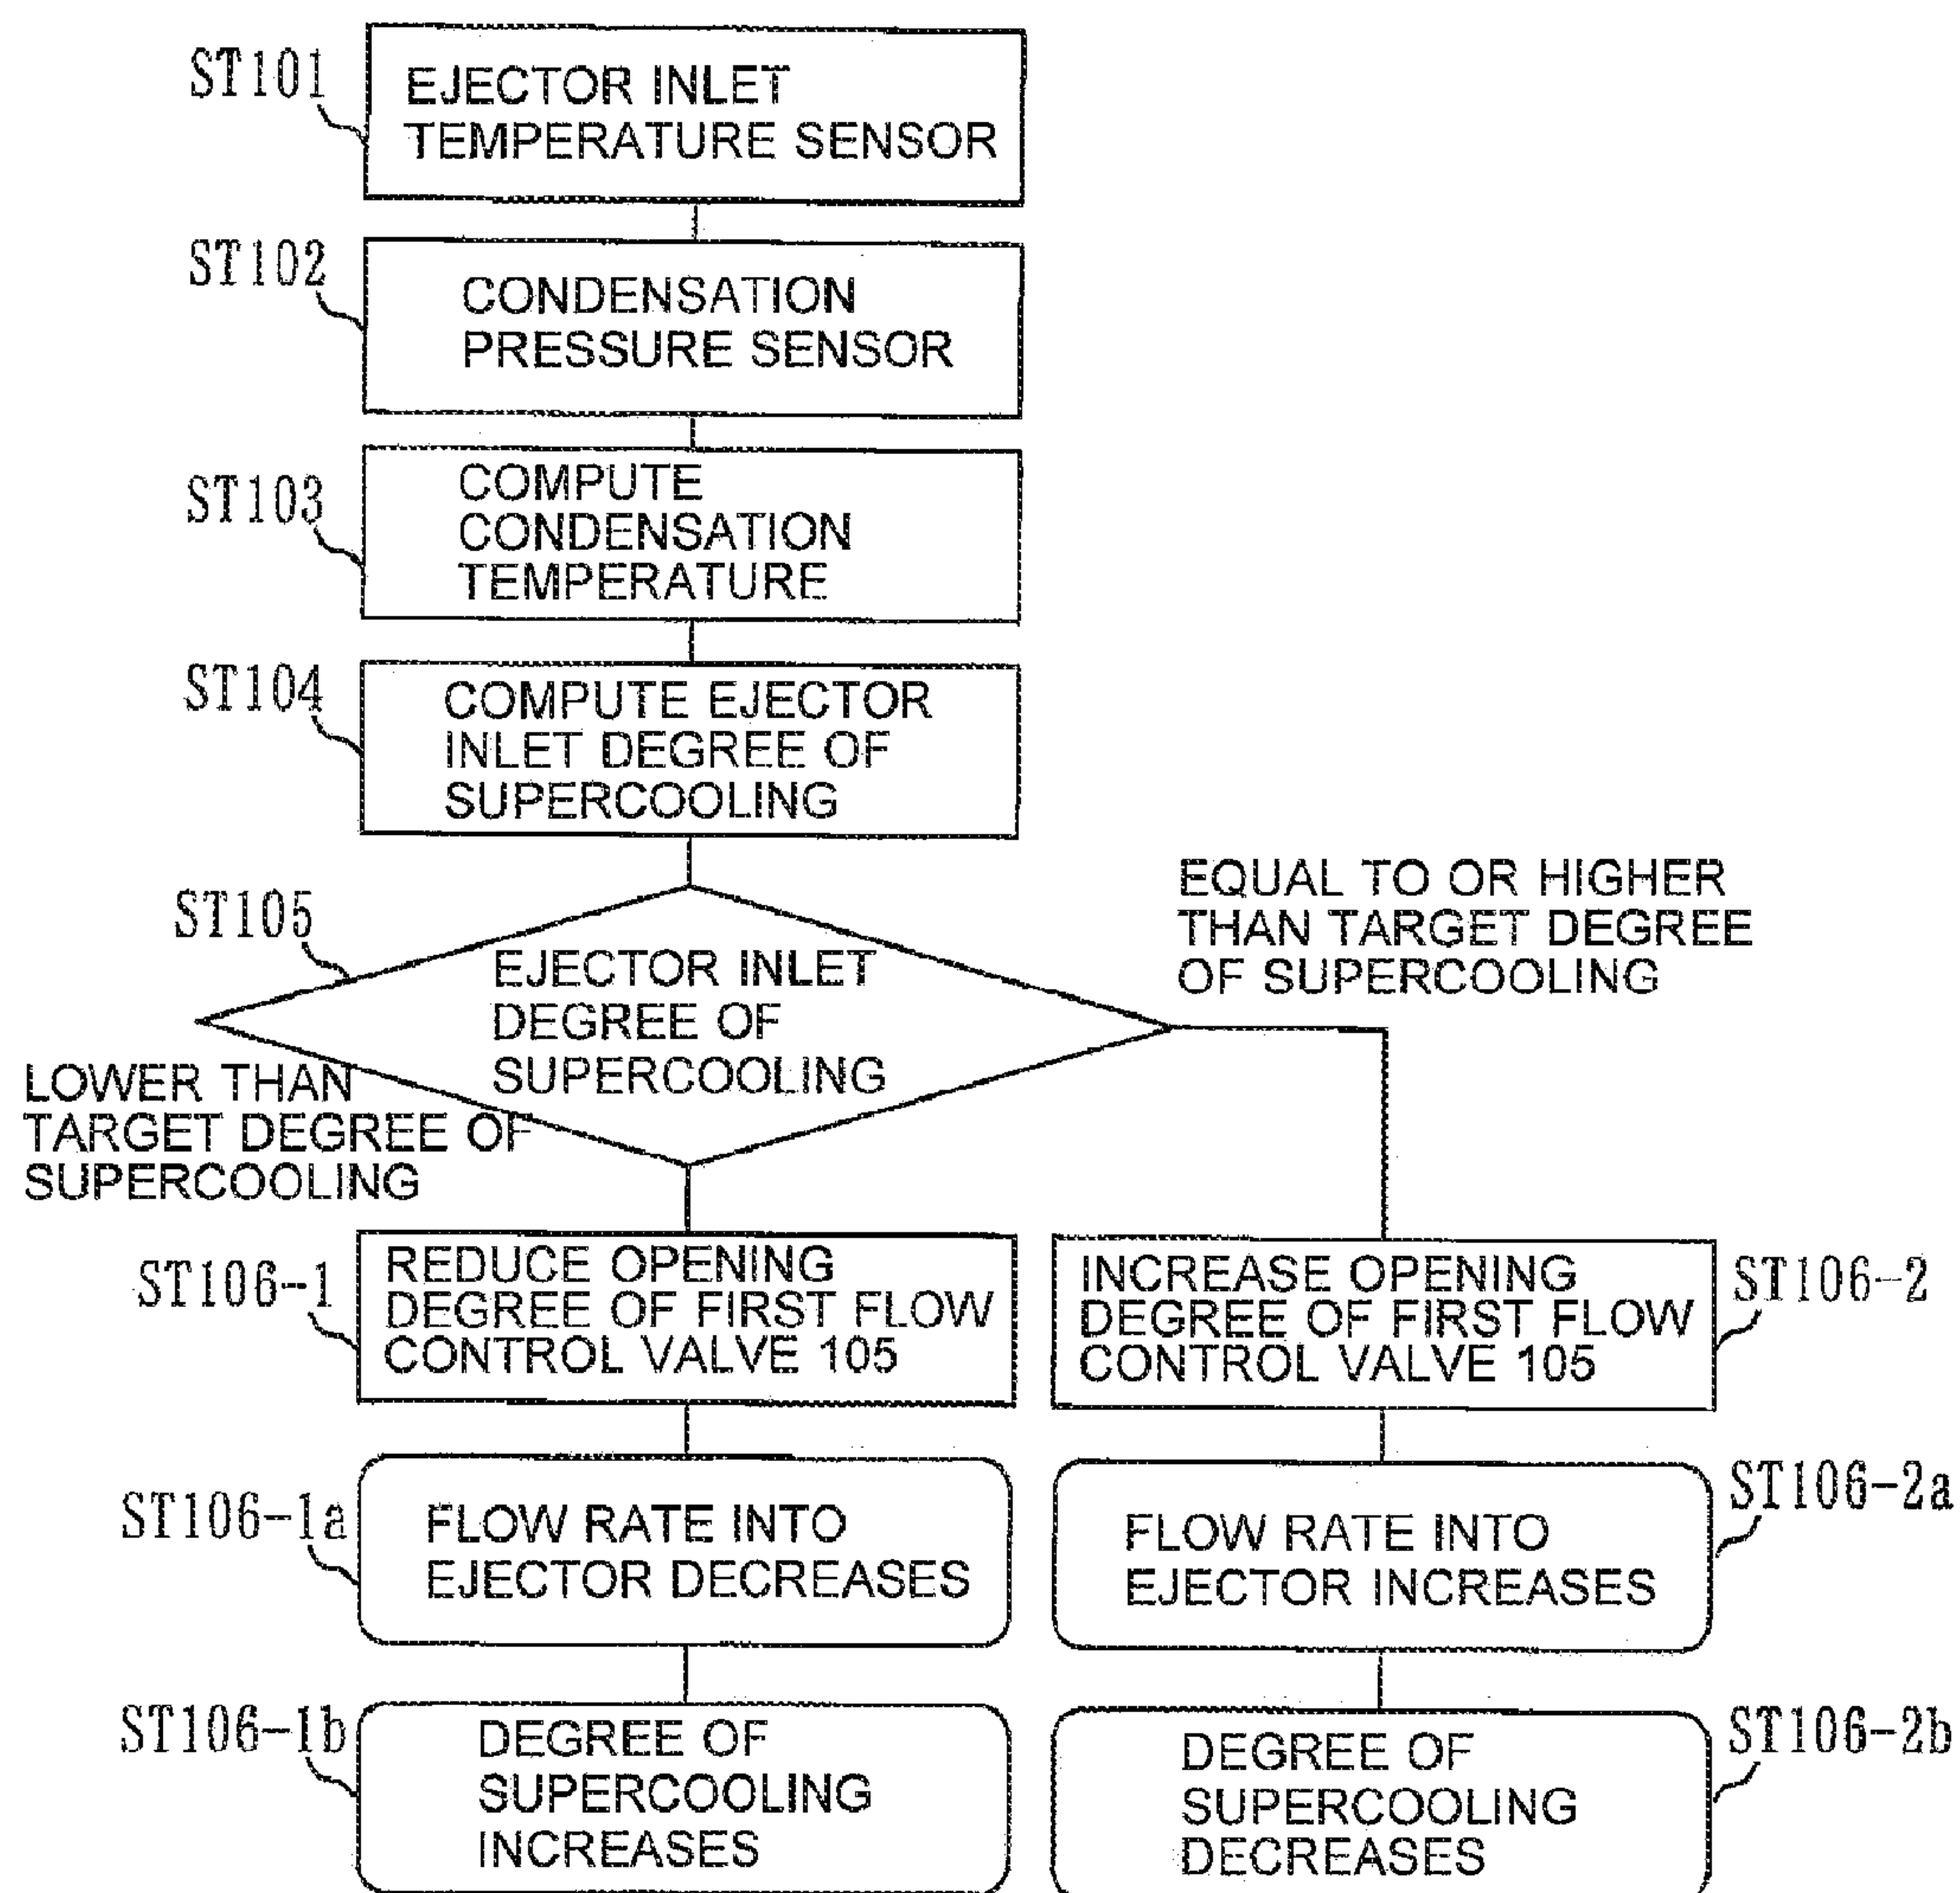 ST101
EJECTOR INLET
TEMPERATURE SENSOR
ST102
CONDENSATION
PRESSURE SENSOR
ST103
COMPUTE
CONDENSATION
TEMPERATURE
ST104
COMPUTE EJECTOR
INLET DEGREE OF
SUPERCOOLING
ST105
EJECTOR INLET
DEGREE OF
SUPERCOOLING
EQUAL TO OR HIGHER
THAN TARGET DEGREE
OF SUPERCOOLING
LOWER THAN
TARGET DEGREE OF
SUPERCOOLING
ST106-1
REDUCE OPENING
DEGREE OF FIRST FLOW
CONTROL VALVE 105
INCREASE OPENING
DEGREE OF FIRST FLOW
CONTROL VALVE 105
ST106-2
ST106-1a
FLOW RATE INTO
EJECTOR DECREASES
FLOW RATE INTO
EJECTOR INCREASES
ST106-2a
ST106-1b
DEGREE OF
SUPERCOOLING
INCREASES
DEGREE OF
SUPERCOOLING
DECREASES
ST106-2b